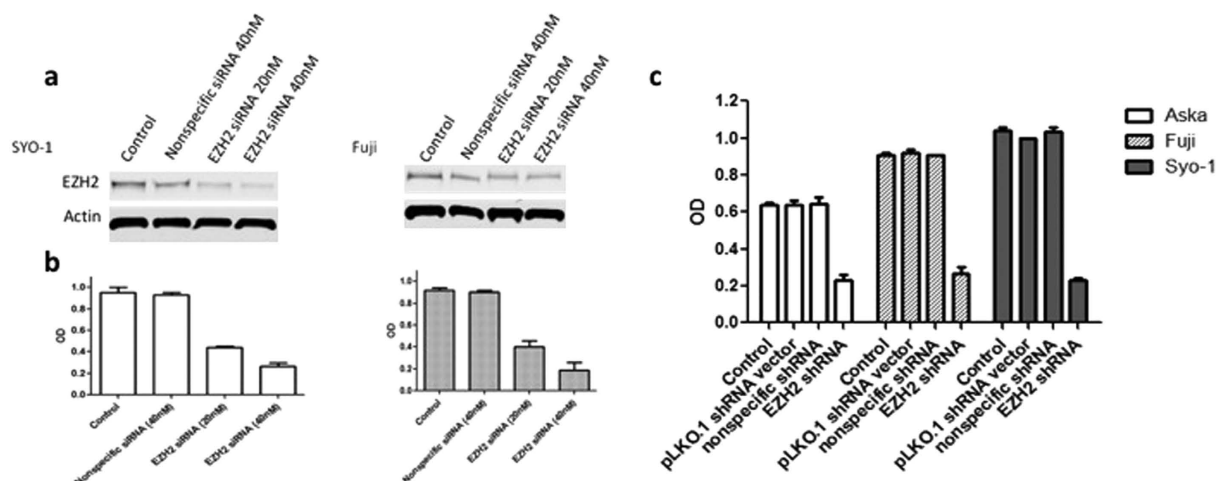 a
SYO-1
Control
Nonspecific siRNA 40nM
EZH2 siRNA 20nM
EZH2 siRNA 40nM
EZH2
Actin
Fuji
Control
Nonspecific siRNA 40nM
EZH2 siRNA 20nM
EZH2 siRNA 40nM
b
OD
1.0
0.8
0.6
0.4
0.2
0.0
Control
Nonspecific siRNA (40nM)
EZH2 siRNA (20nM)
EZH2 siRNA (40nM)
OD
1.0
0.8
0.6
0.4
0.2
0.0
Control
Nonspecific siRNA (40nM)
EZH2 siRNA (20nM)
EZH2 siRNA (40nM)
c
OD
1.2
1.0
0.8
0.6
0.4
0.2
0.0
Control
pLKO.1 shRNA vector
nonspecific shRNA
EZH2 shRNA
Control
pLKO.1 shRNA vector
nonspecific shRNA
EZH2 shRNA
Control
pLKO.1 shRNA vector
nonspecific shRNA
EZH2 shRNA
Aska
Fuji
Syo-1